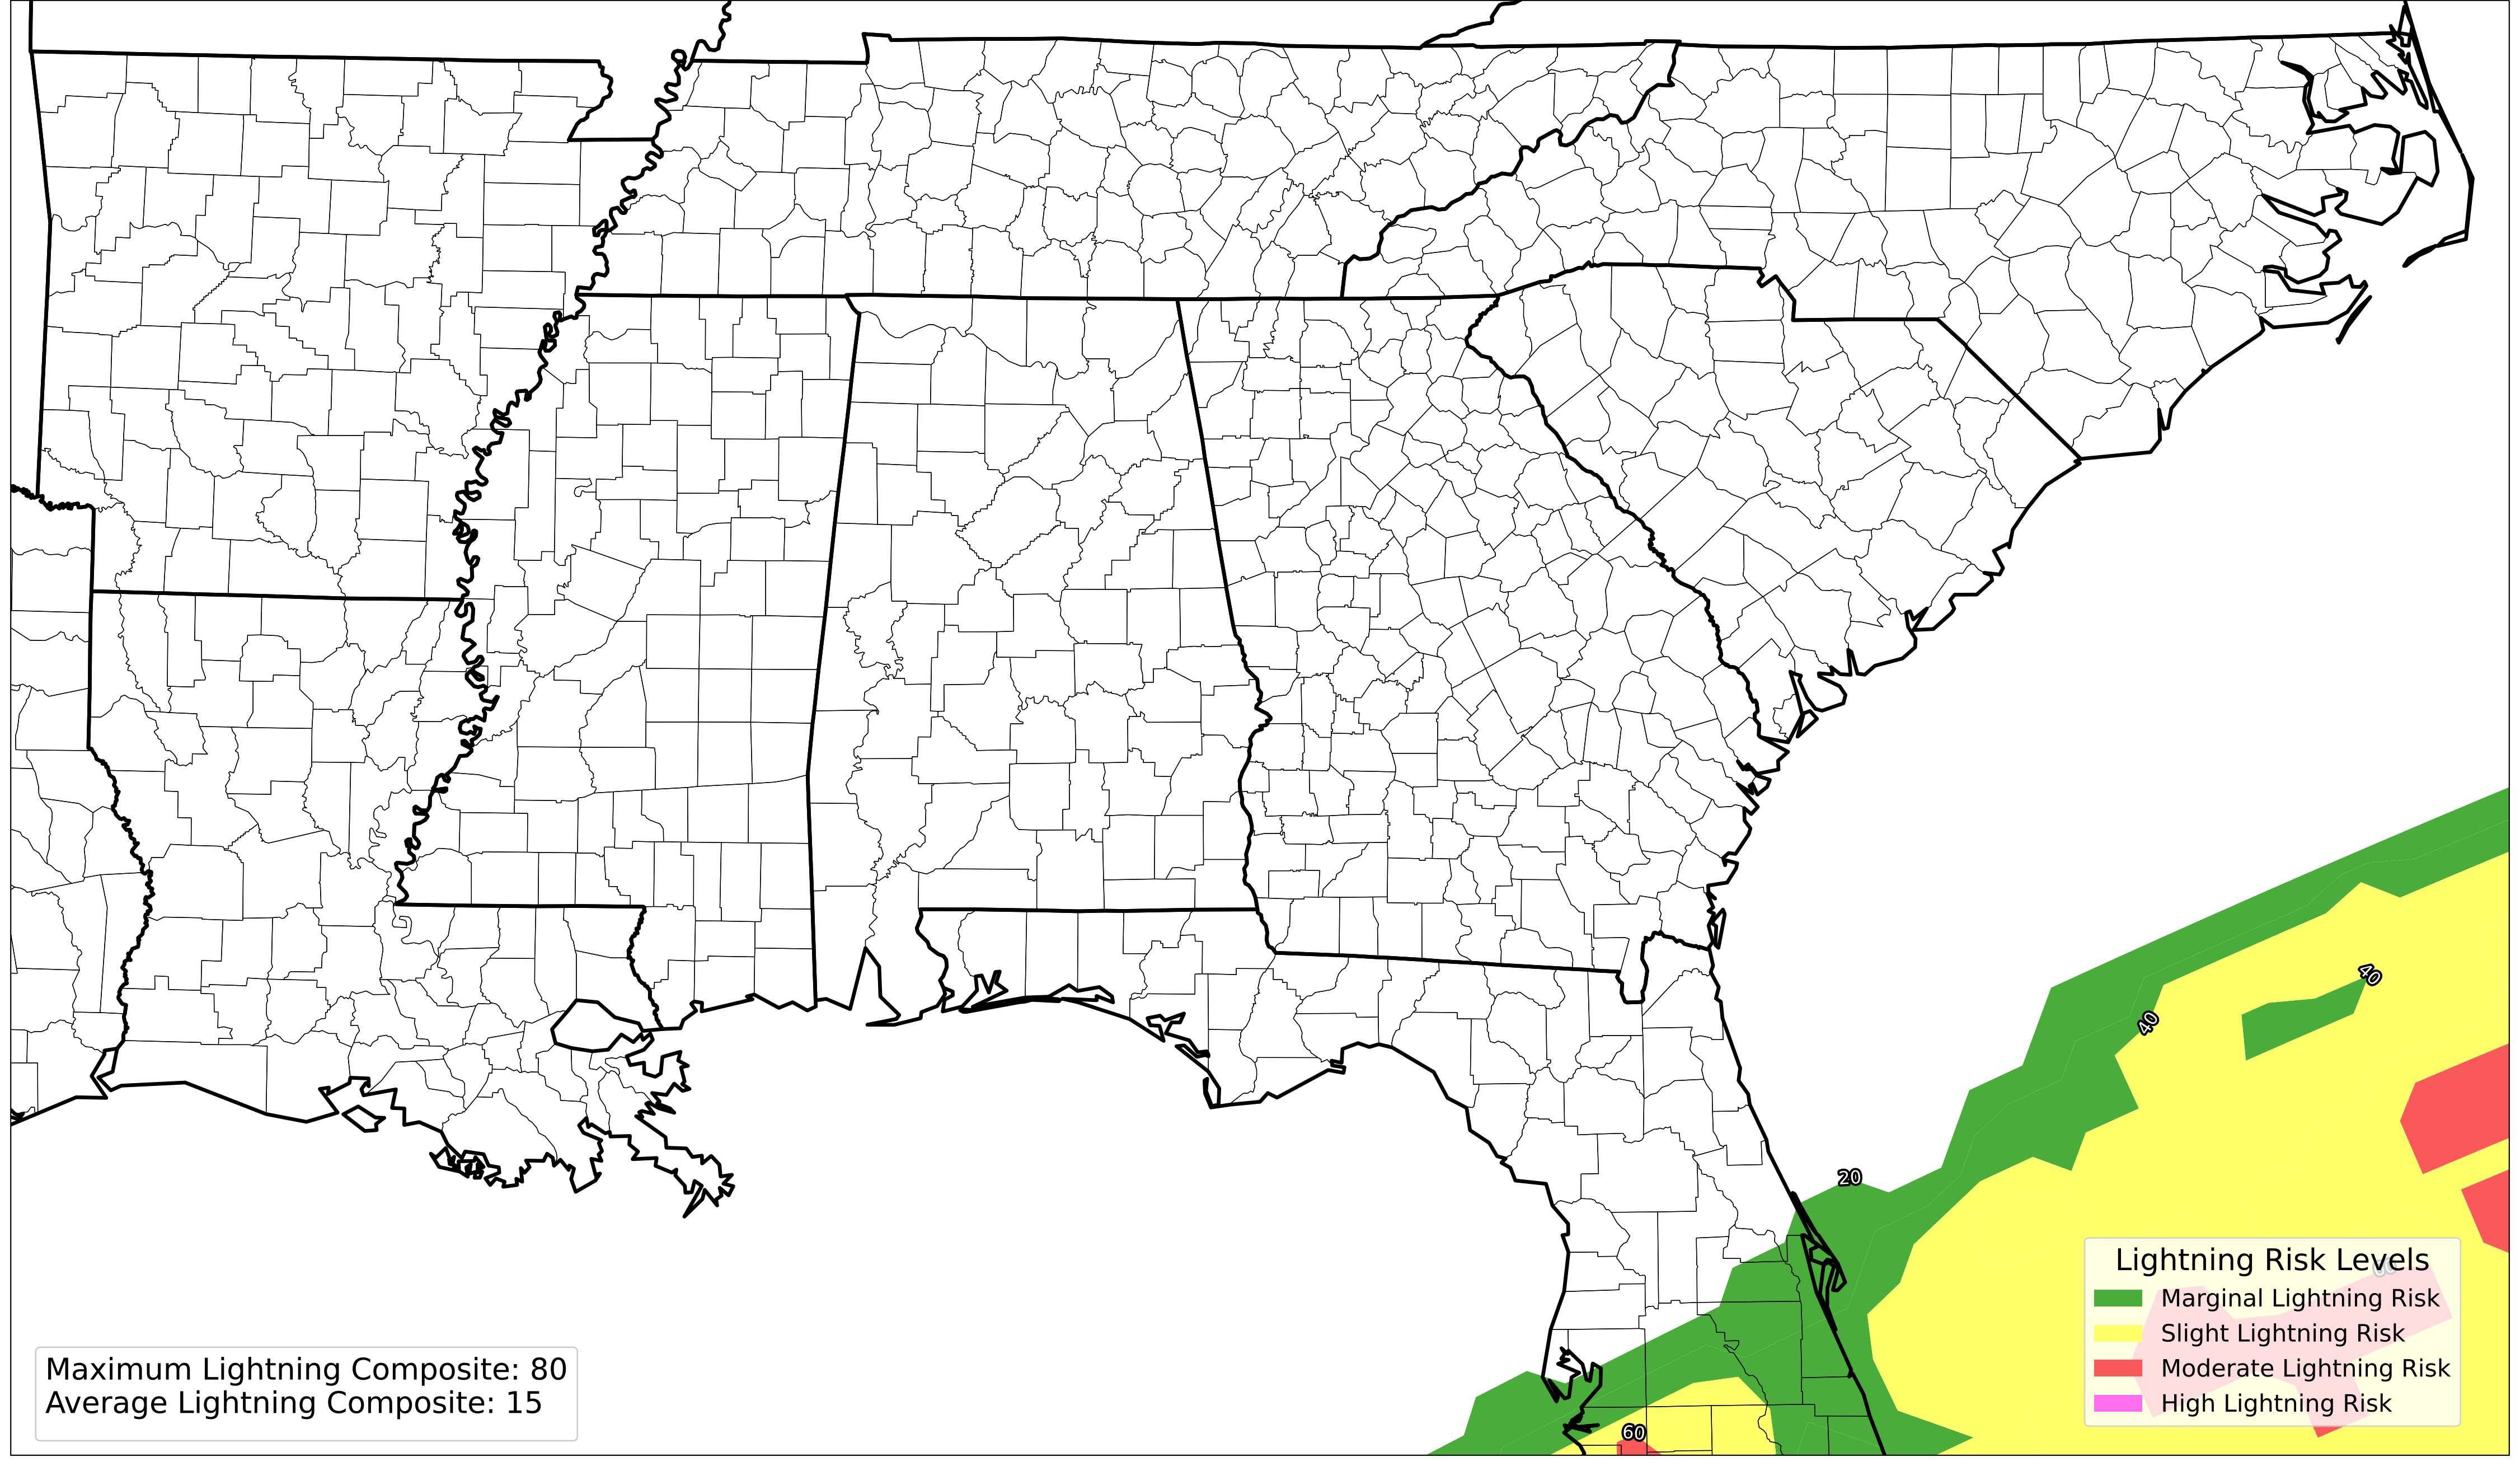 40
40
20
Lightning Risk Levels
60
Marginal Lightning Risk
Slight Lightning Risk
Moderate Lightning Risk
High Lightning Risk
Maximum Lightning Composite: 80
Average Lightning Composite: 15
60